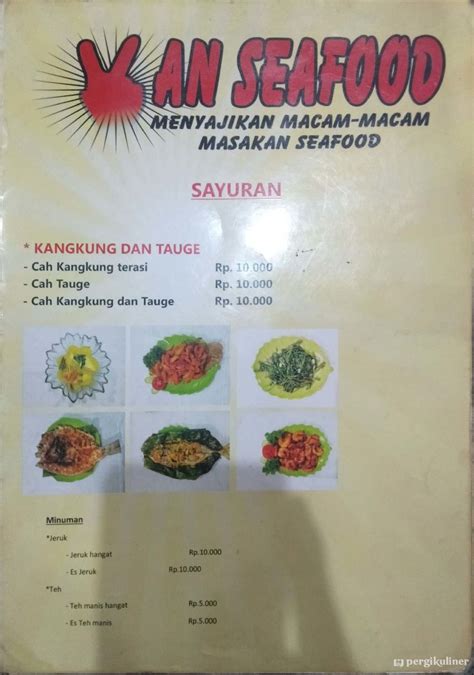 YAN SEAFOOD
MENYAJIKAN MACAM-MACAM
MASAKAN SEAFOOD
SAYURAN
* KANGKUNG DAN TAUGE
- Cah Kangkung terasi Rp. 10.000
- Cah Tauge Rp. 10.000
- Cah Kangkung dan Tauge Rp. 10.000
Minuman
*Jeruk
- Jeruk hangat Rp.10.000
- Es Jeruk Rp.10.000
*Teh
- Teh manis hangat Rp.5.000
- Es Teh manis Rp.5.000
pergikuliner